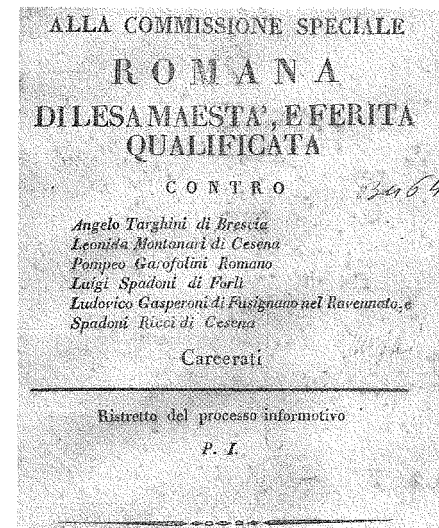 ALLA COMMISSIONE SPECIALE
ROMANA
DI LESA MAESTA', E FERITA
QUALIFICATA
CONTRO
Angelo Targhini di Brescia
Leonida Montanari di Cesena
Pompeo Garofolini Romano
Luigi Spadoni di Forlì
Ludovico Gasperoni di Fusignano nel Ravennato, e
Spadoni Ricci di Cesena
Carcerati
Ristretto del processo informativo
P. I.